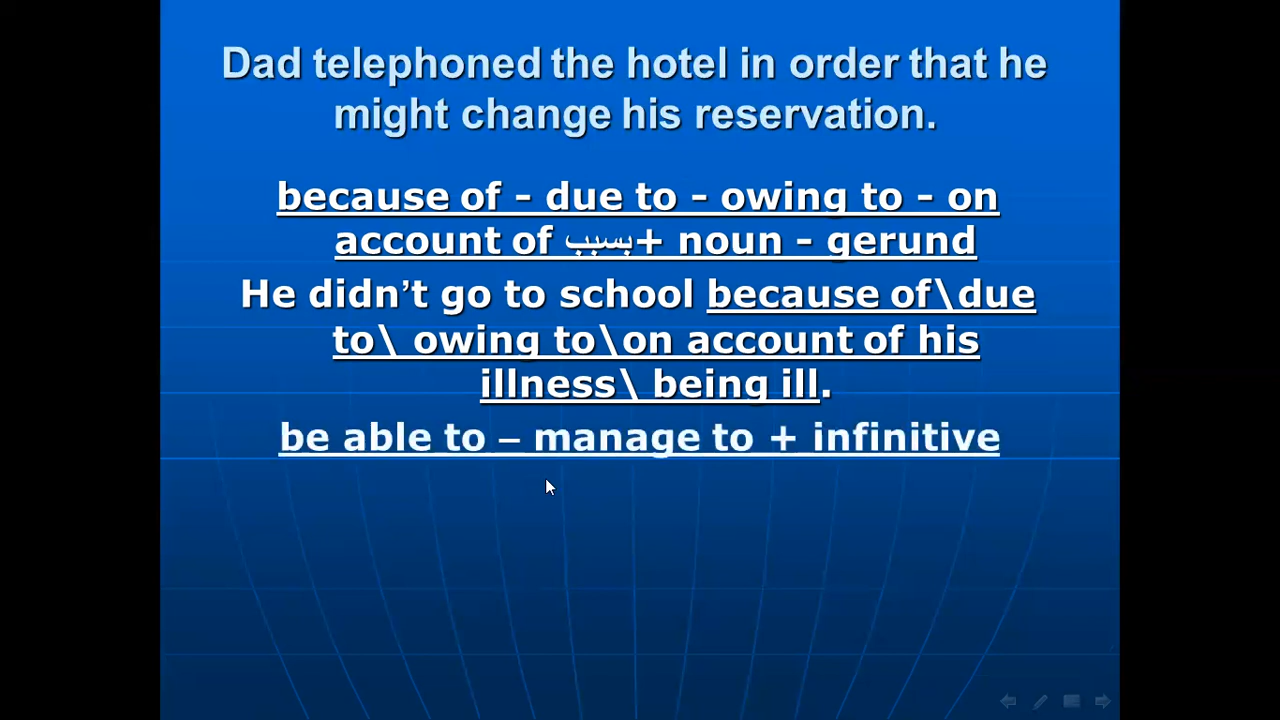 Dad telephoned the hotel in order that he
might change his reservation.
because of - due to - owing to - on
account of بسبب+ noun - gerund
He didn’t go to school because of\due
to\ owing to\on account of his
illness\ being ill.
be able to – manage to + infinitive